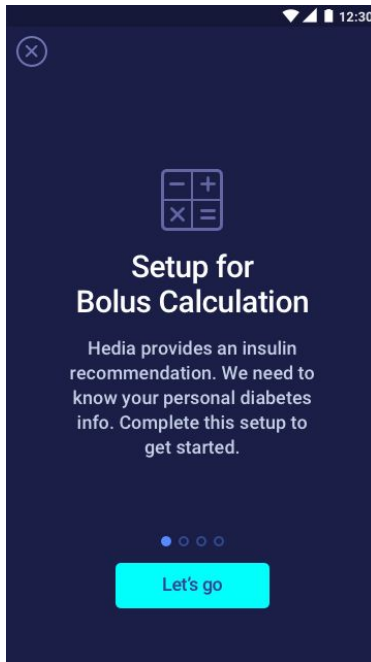 12:30
Setup for
Bolus Calculation
Hedia provides an insulin
recommendation. We need to
know your personal diabetes
info. Complete this setup to
get started.
Let's go